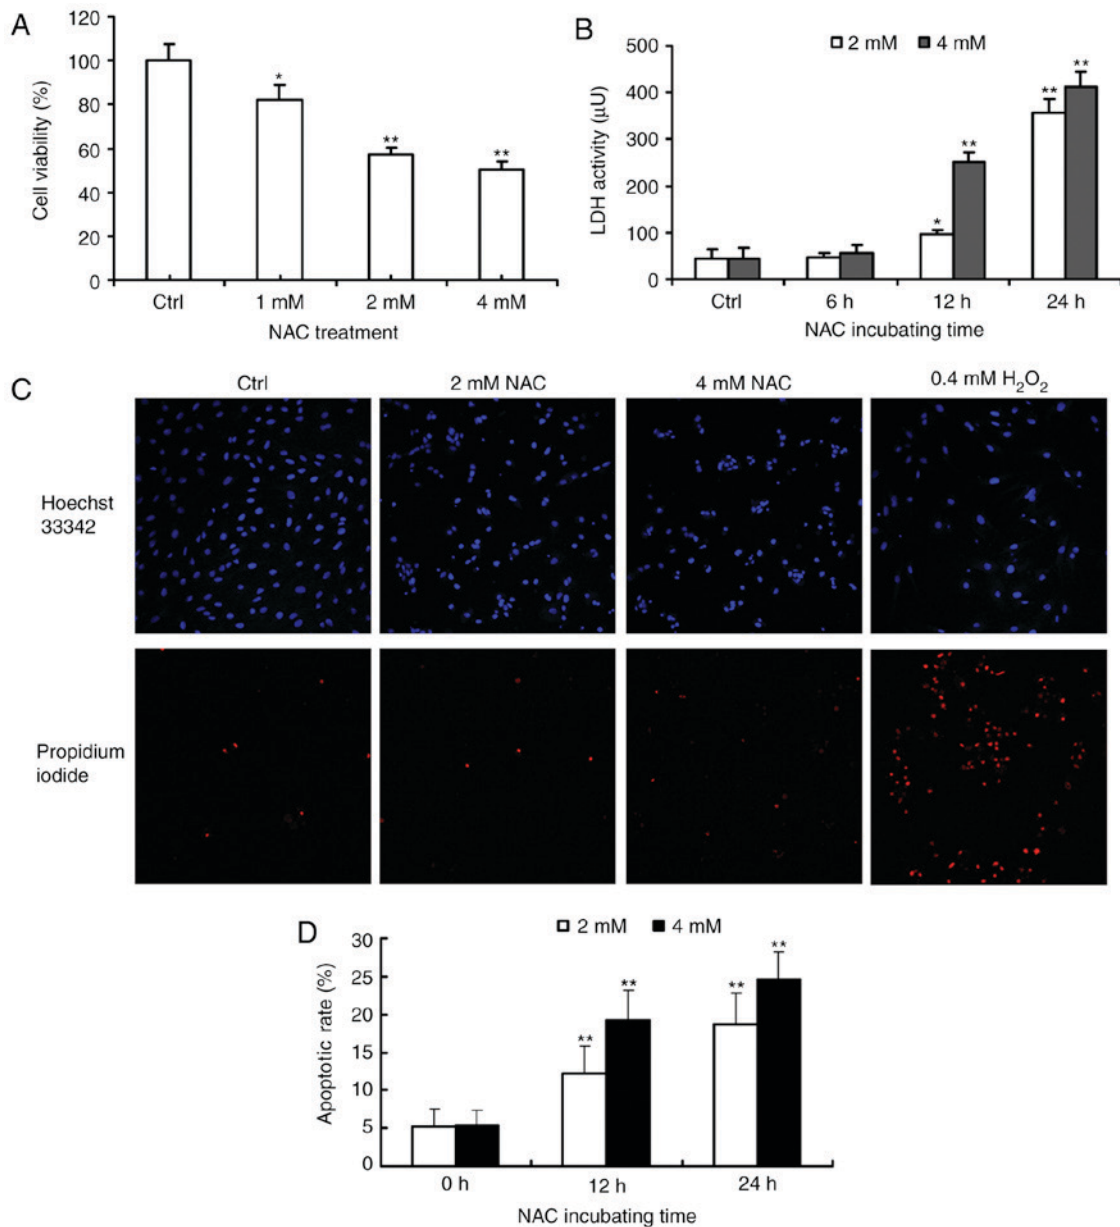 A
120
100
80
60
40
20
0
Cell viability (%)
*
**
**
Ctrl
1 mM
2 mM
4 mM
NAC treatment
B
2 mM
4 mM
500
400
300
200
100
0
LDH activity (µU)
*
**
**
**
Ctrl
6 h
12 h
24 h
NAC incubating time
C
Ctrl
2 mM NAC
4 mM NAC
0.4 mM H₂O₂
Hoechst
33342
Propidium
iodide
D
2 mM
4 mM
30
25
20
15
10
5
0
Apoptotic rate (%)
**
**
**
**
0 h
12 h
24 h
NAC incubating time